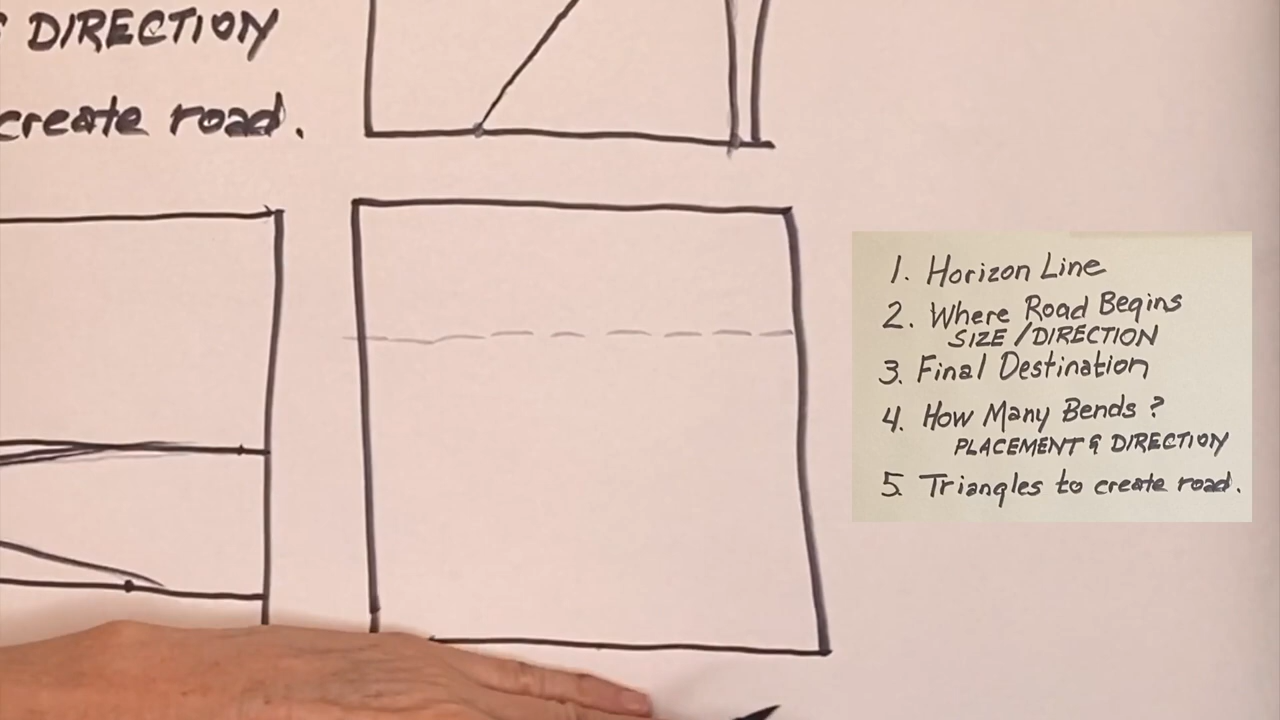 DIRECTION
create road.
1. Horizon Line
2. Where Road Begins
SIZE / DIRECTION
3. Final Destination
4. How Many Bends ?
PLACEMENT & DIRECTION
5. Triangles to create road.